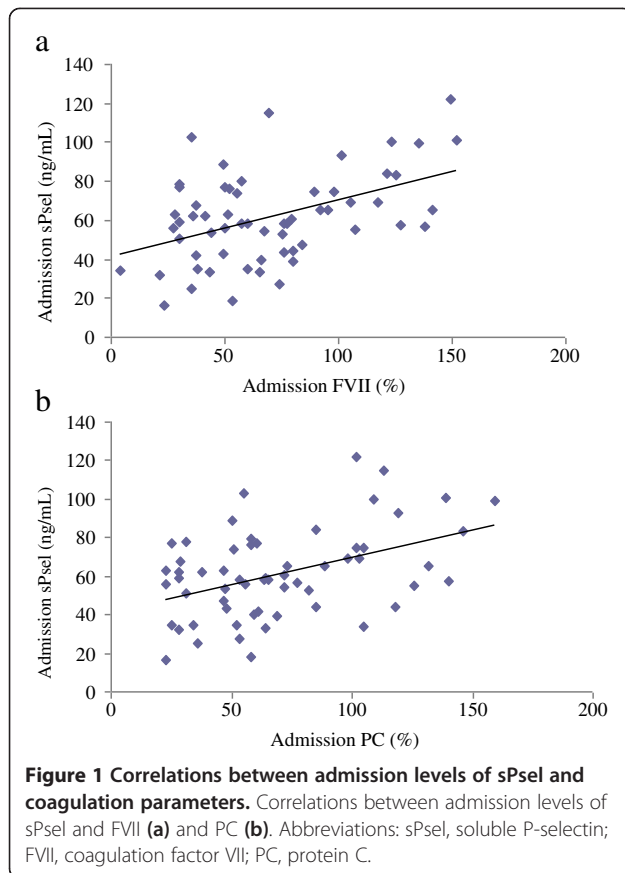 a
140
120
100
80
60
40
20
0
Admission sPsel (ng/mL)
0 50 100 150 200
Admission FVII (%)
b
140
120
100
80
60
40
20
0
Admission sPsel (ng/mL)
0 50 100 150 200
Admission PC (%)
Figure 1 Correlations between admission levels of sPsel and
coagulation parameters. Correlations between admission levels of
sPsel and FVII (a) and PC (b). Abbreviations: sPsel, soluble P-selectin;
FVII, coagulation factor VII; PC, protein C.